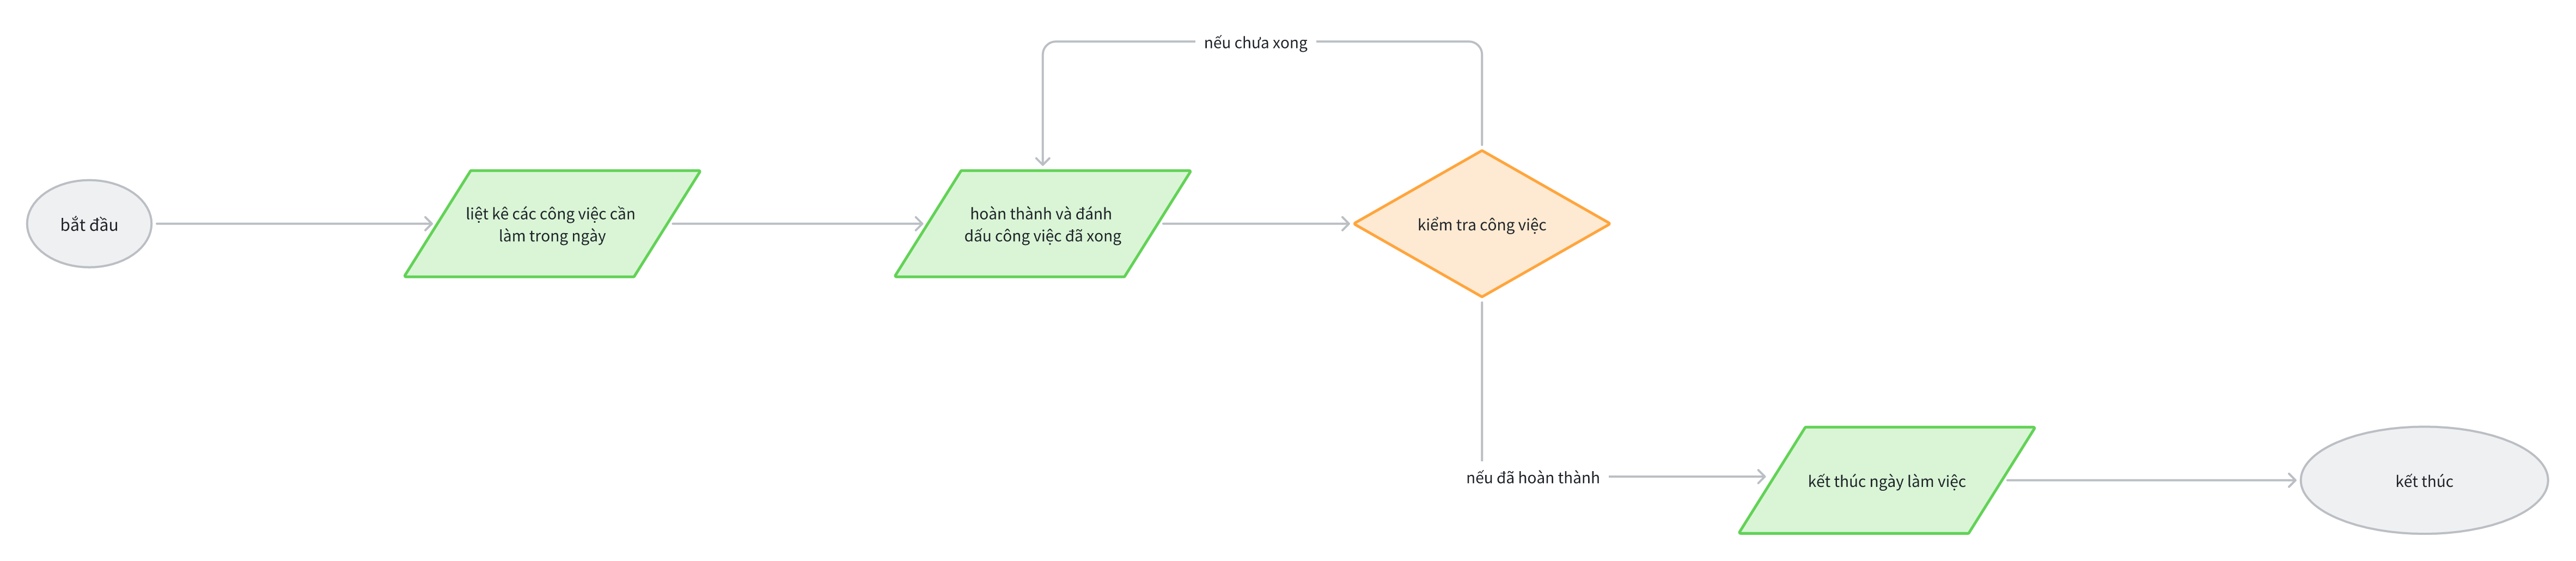 nếu chưa xong
bắt đầu
liệt kê các công việc cần
làm trong ngày
hoàn thành và đánh
dấu công việc đã xong
kiểm tra công việc
nếu đã hoàn thành
kết thúc ngày làm việc
kết thúc